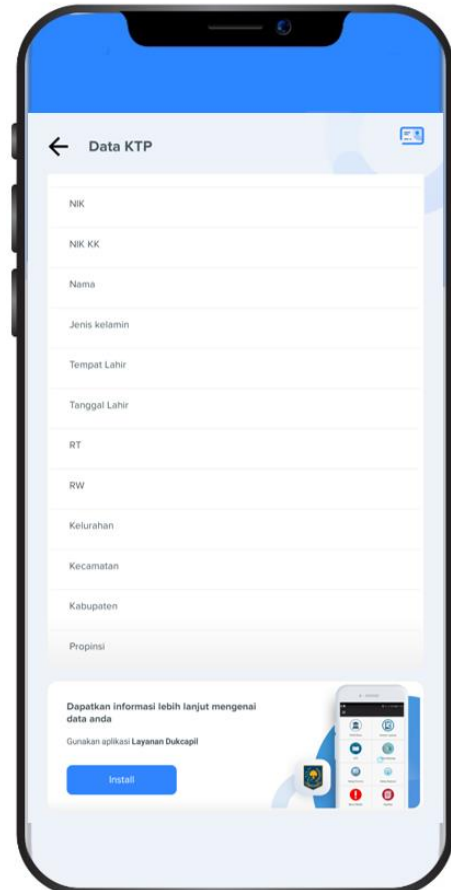 Data KTP
NIK
NIK KK
Nama
Jenis kelamin
Tempat Lahir
Tanggal Lahir
RT
RW
Kelurahan
Kecamatan
Kabupaten
Propinsi
Dapatkan informasi lebih lanjut mengenai
data anda
Gunakan aplikasi Layanan Dukcapil
Install